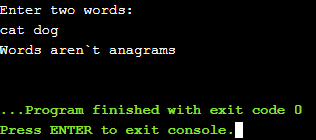 Enter two words:
cat dog
Words aren`t anagrams
...Program finished with exit code 0
Press ENTER to exit console.